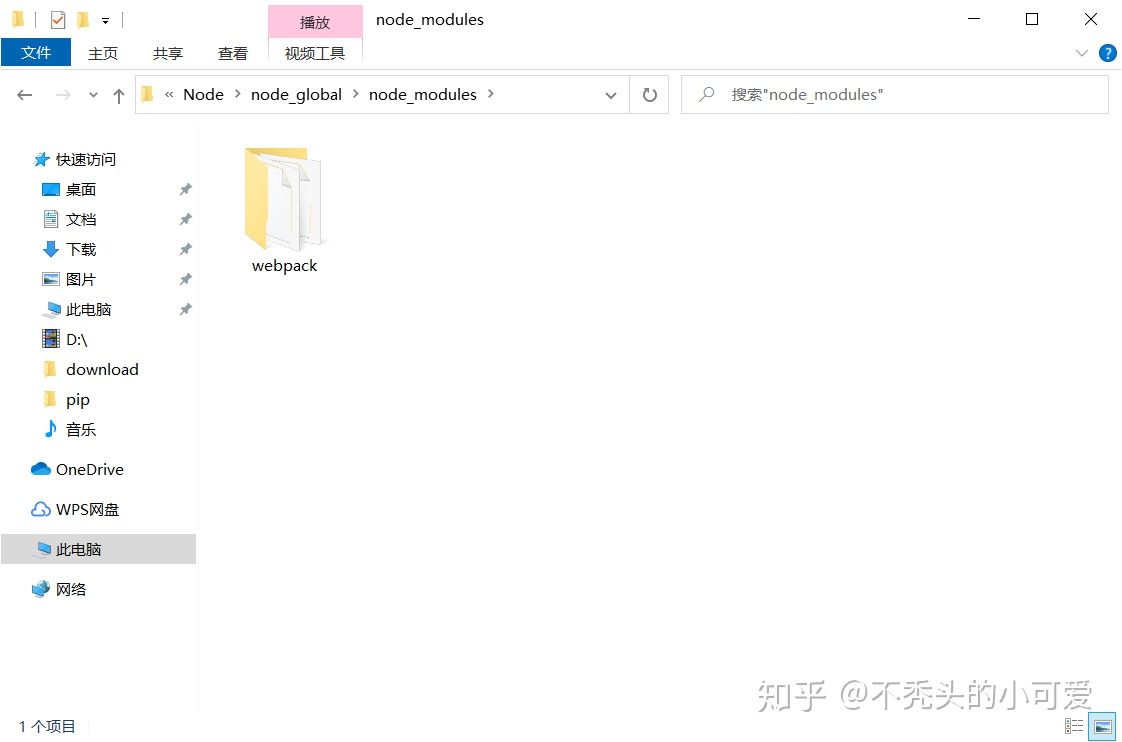 播放
node_modules
文件
主页
共享
查看
视频工具
« Node > node_global > node_modules >
搜索"node_modules"
快速访问
桌面
文档
下载
图片
此电脑
D:\
download
pip
音乐
OneDrive
WPS网盘
此电脑
网络
webpack
知乎 @不秃头的小可爱
1 个项目